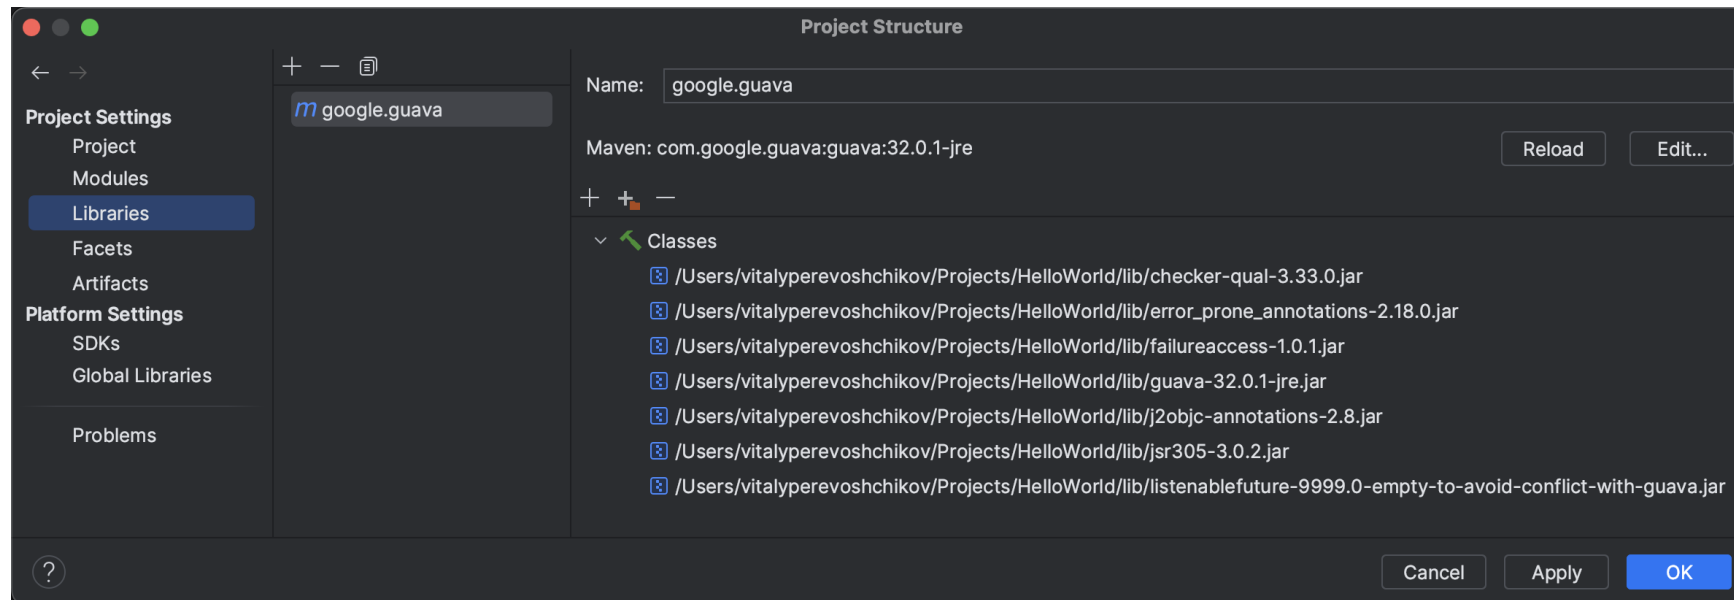 Project Structure
Project Settings
Project
Modules
Libraries
Facets
Artifacts
Platform Settings
SDKs
Global Libraries
Problems
m google.guava
Name: google.guava
Maven: com.google.guava:guava:32.0.1-jre
Reload
Edit...
Classes
/Users/vitalyperevoshchikov/Projects/HelloWorld/lib/checker-qual-3.33.0.jar
/Users/vitalyperevoshchikov/Projects/HelloWorld/lib/error_prone_annotations-2.18.0.jar
/Users/vitalyperevoshchikov/Projects/HelloWorld/lib/failureaccess-1.0.1.jar
/Users/vitalyperevoshchikov/Projects/HelloWorld/lib/guava-32.0.1-jre.jar
/Users/vitalyperevoshchikov/Projects/HelloWorld/lib/j2objc-annotations-2.8.jar
/Users/vitalyperevoshchikov/Projects/HelloWorld/lib/jsr305-3.0.2.jar
/Users/vitalyperevoshchikov/Projects/HelloWorld/lib/listenablefuture-9999.0-empty-to-avoid-conflict-with-guava.jar
?
Cancel
Apply
OK